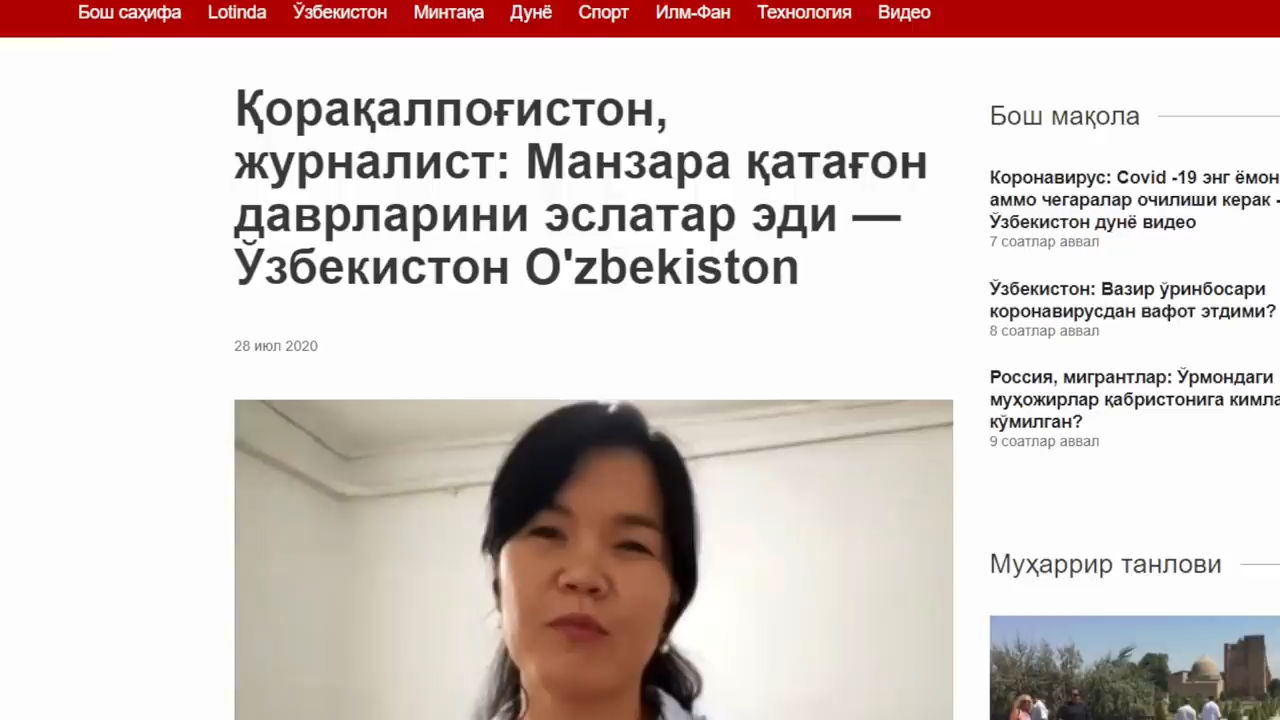 Бош саҳифа Lotinda Ўзбекистон Минтақа Дунё Спорт Илм-Фан Технология Видео
Қорақалпоғистон,
журналист: Манзара қатағон
даврларини эслатар эди —
Ўзбекистон O'zbekiston
28 июл 2020
Бош мақола
Коронавирус: Covid -19 энг ёмон
аммо чегаралар очилиши керак -
Ўзбекистон дунё видео
7 соатлар аввал
Ўзбекистон: Вазир ўринбосари
коронавирусдан вафот этдими?
8 соатлар аввал
Россия, мигрантлар: Ўрмондаги
муҳожирлар қабристонига кимла
кўмилган?
9 соатлар аввал
Муҳаррир танлови